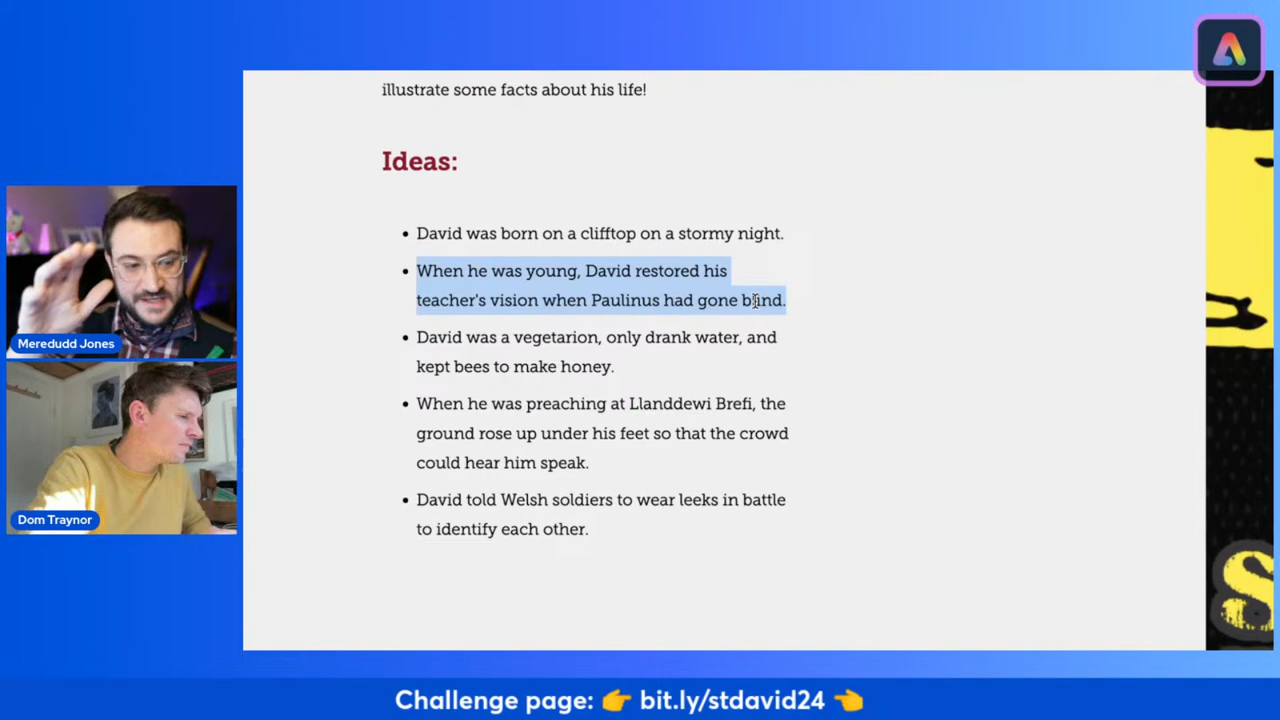 illustrate some facts about his life!
Ideas:
• David was born on a clifftop on a stormy night.
• When he was young, David restored his
teacher's vision when Paulinus had gone blind.
• David was a vegetarion, only drank water, and
kept bees to make honey.
• When he was preaching at Llanddewi Brefi, the
ground rose up under his feet so that the crowd
could hear him speak.
• David told Welsh soldiers to wear leeks in battle
to identify each other.
Meredudd Jones
Dom Traynor
S
Challenge page: 👉 bit.ly/stdavid24 👈